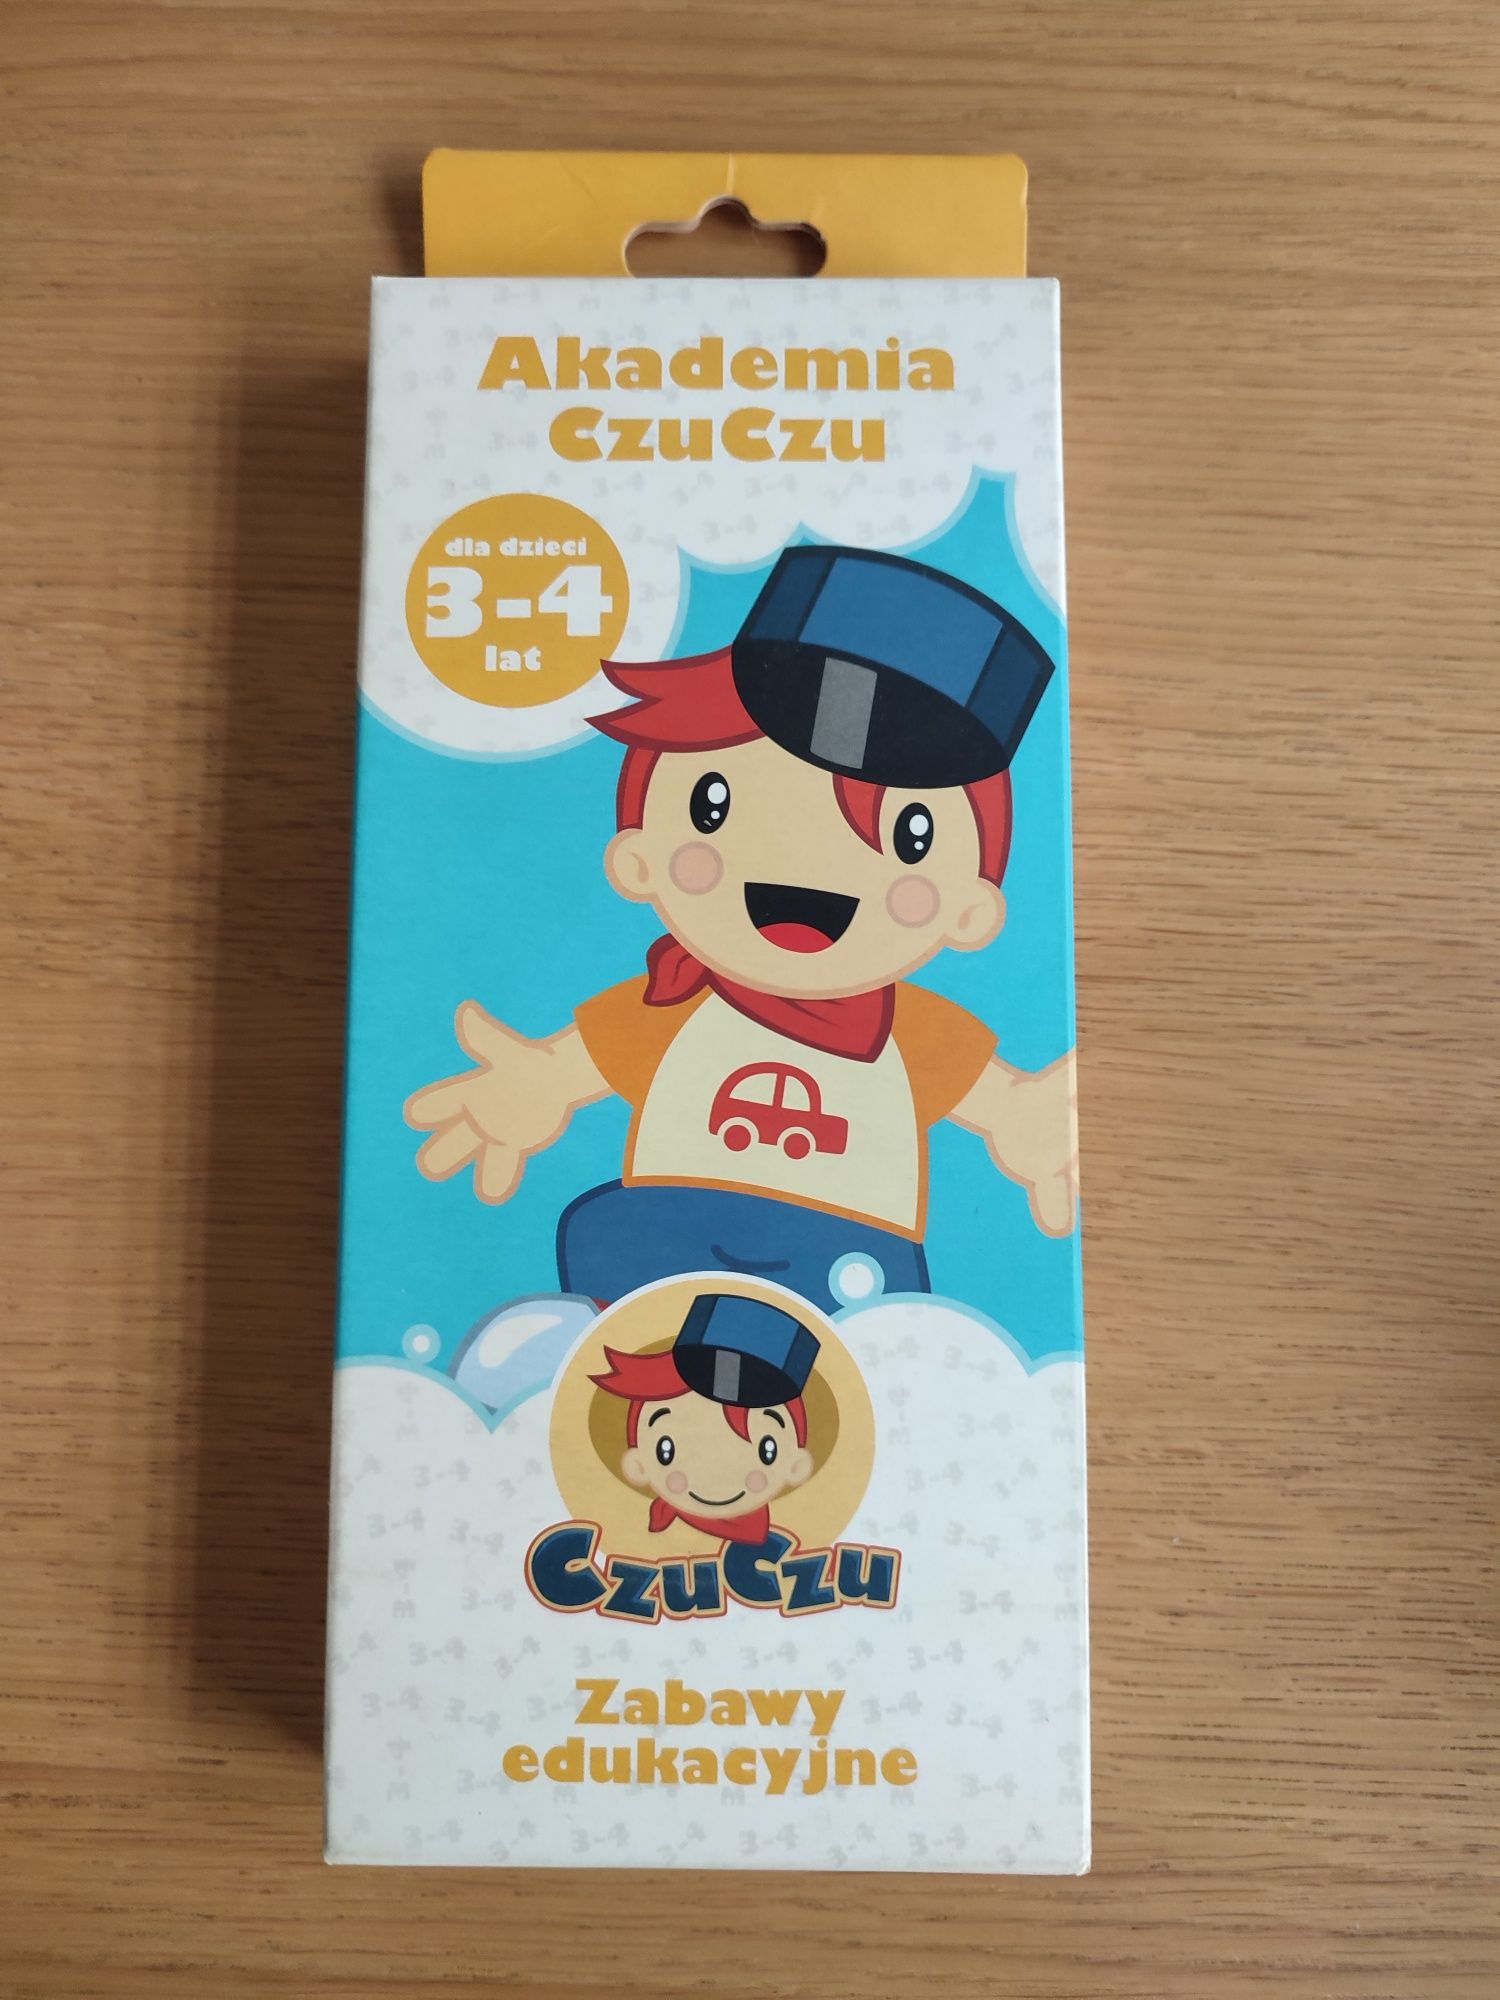 Akademia
CzuCzu
dla dzieci
3-4
lat
CzuCzu
Zabawy
edukacyjne